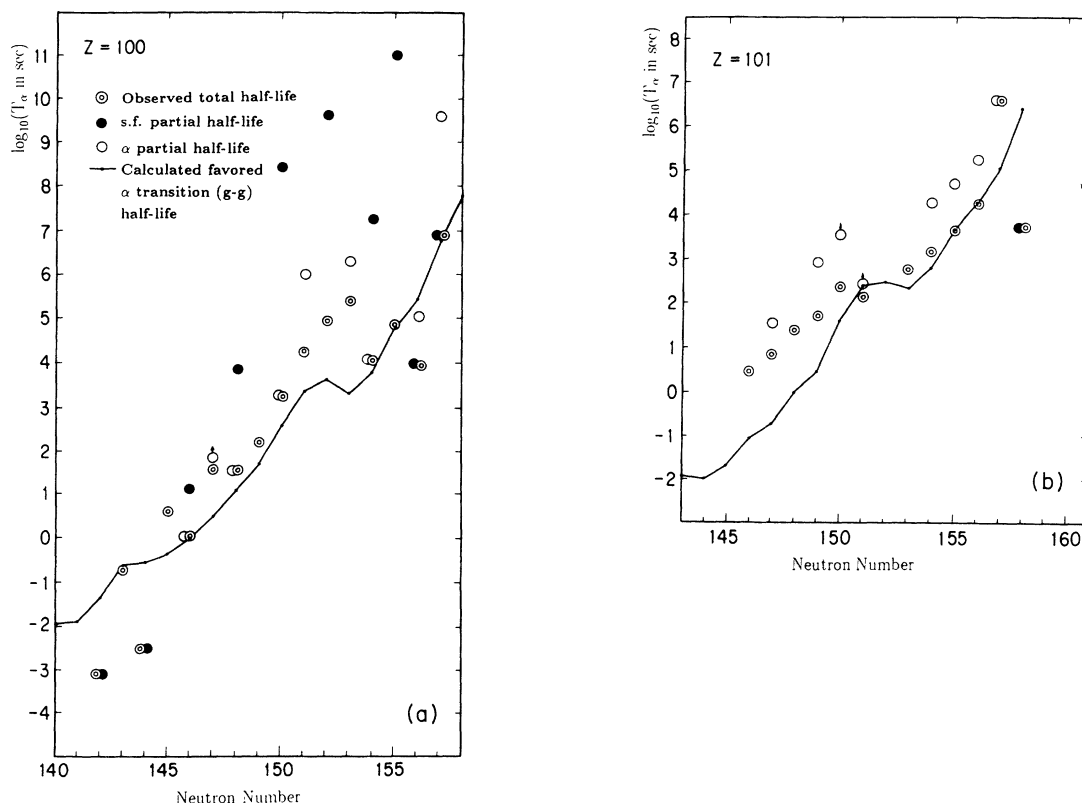 Z = 100
log₁₀(Tα in sec)
Observed total half-life
s.f. partial half-life
α partial half-life
Calculated favored
α transition (g-g)
half-life
11
10
9
8
7
6
5
4
3
2
1
0
-1
-2
-3
-4
(a)
140 145 150 155
Neutron Number
Z = 101
log₁₀(Tα in sec)
8
7
6
5
4
3
2
1
0
-1
-2
(b)
145 150 155 160
Neutron Number